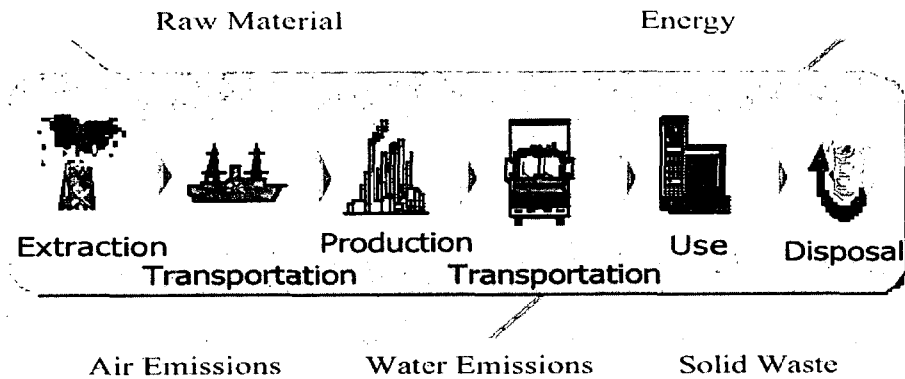 Raw Material Energy
Extraction Production Use Disposal
Transportation Transportation
Air Emissions Water Emissions Solid Waste